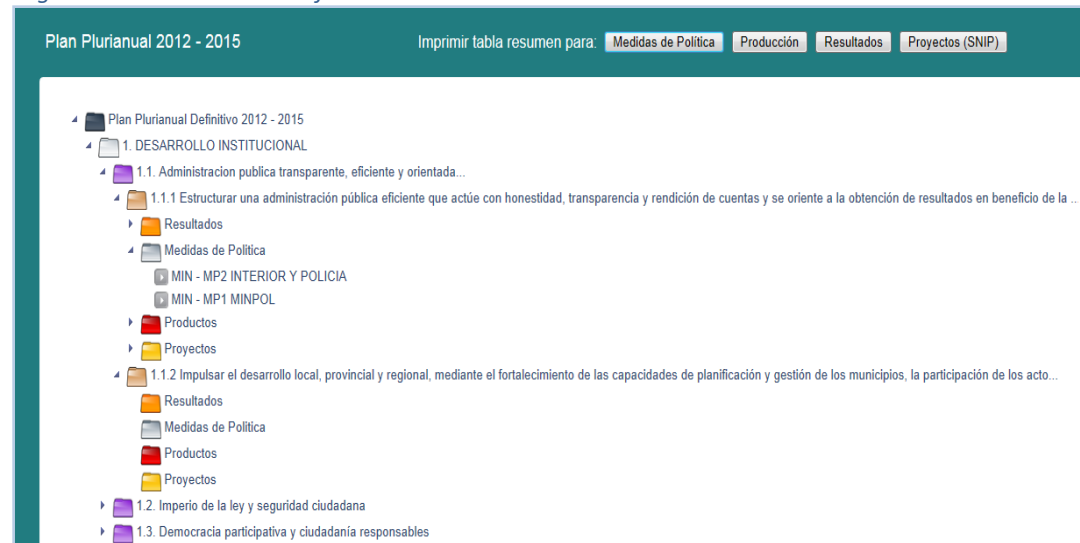 Plan Plurianual 2012 - 2015 Imprimir tabla resumen para: Medidas de Política Producción Resultados Proyectos (SNIP)
Plan Plurianual Definitivo 2012 - 2015
1. DESARROLLO INSTITUCIONAL
1.1. Administracion publica transparente, eficiente y orientada...
1.1.1 Estructurar una administración pública eficiente que actúe con honestidad, transparencia y rendición de cuentas y se oriente a la obtención de resultados en beneficio de la ...
Resultados
Medidas de Politica
MIN - MP2 INTERIOR Y POLICIA
MIN - MP1 MINPOL
Productos
Proyectos
1.1.2 Impulsar el desarrollo local, provincial y regional, mediante el fortalecimiento de las capacidades de planificación y gestión de los municipios, la participación de los acto...
Resultados
Medidas de Politica
Productos
Proyectos
1.2. Imperio de la ley y seguridad ciudadana
1.3. Democracia participativa y ciudadanía responsables